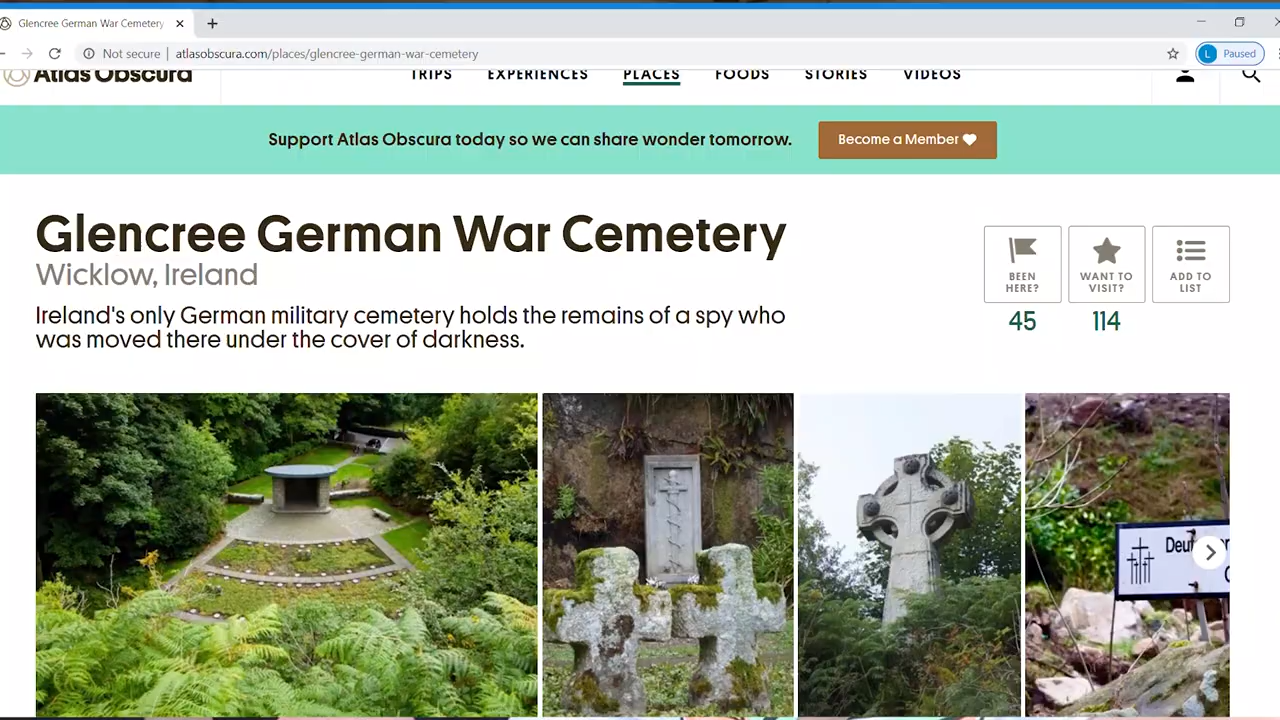 Glencree German War Cemetery
Not secure | atlasobscura.com/places/glencree-german-war-cemetery
L Paused
Atlas Obscura
TRIPS EXPERIENCES PLACES FOODS STORIES VIDEOS
Support Atlas Obscura today so we can share wonder tomorrow.
Become a Member
Glencree German War Cemetery
Wicklow, Ireland
Ireland's only German military cemetery holds the remains of a spy who
was moved there under the cover of darkness.
BEEN
HERE?
45
WANT TO
VISIT?
114
ADD TO
LIST